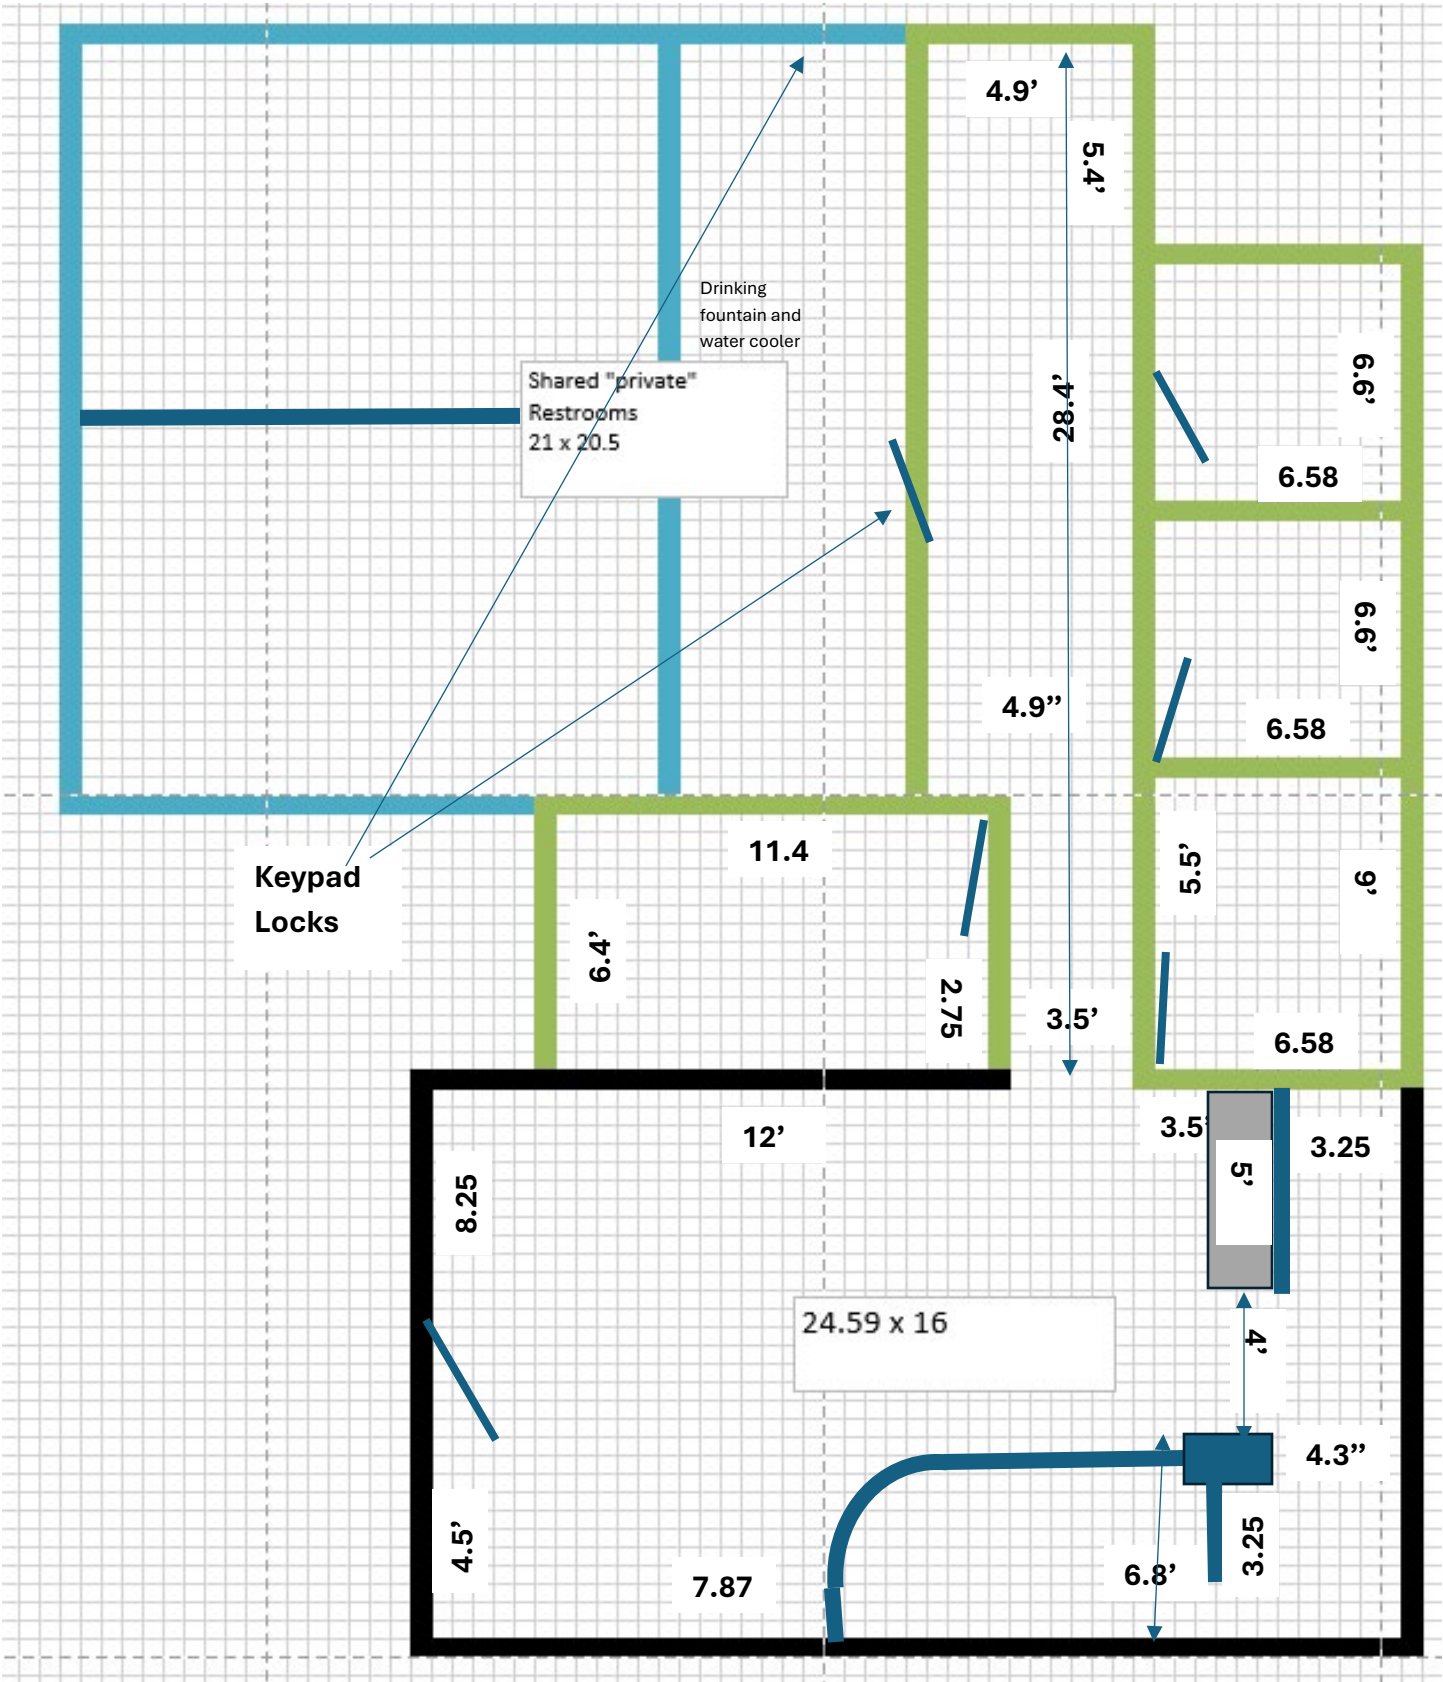 4.9’
5.4’
Drinking
fountain and
water cooler
Shared "private"
Restrooms
21 x 20.5
28.4’
6.6’
6.58
6.6’
4.9”
6.58
11.4
5.5’
9’
Keypad
Locks
6.4’
2.75
3.5’
6.58
12’
3.5’
3.25
5’
8.25
24.59 x 16
4’
4.3”
4.5’
3.25
7.87
6.8’